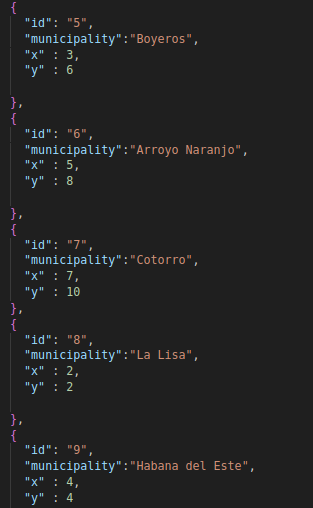 {
"id": "5",
"municipality":"Boyeros",
"x" : 3,
"y" : 6
},
{
"id": "6",
"municipality":"Arroyo Naranjo",
"x" : 5,
"y" : 8
},
{
"id": "7",
"municipality":"Cotorro",
"x" : 7,
"y" : 10
},
{
"id": "8",
"municipality":"La Lisa",
"x" : 2,
"y" : 2
},
{
"id": "9",
"municipality":"Habana del Este",
"x" : 4,
"y" : 4